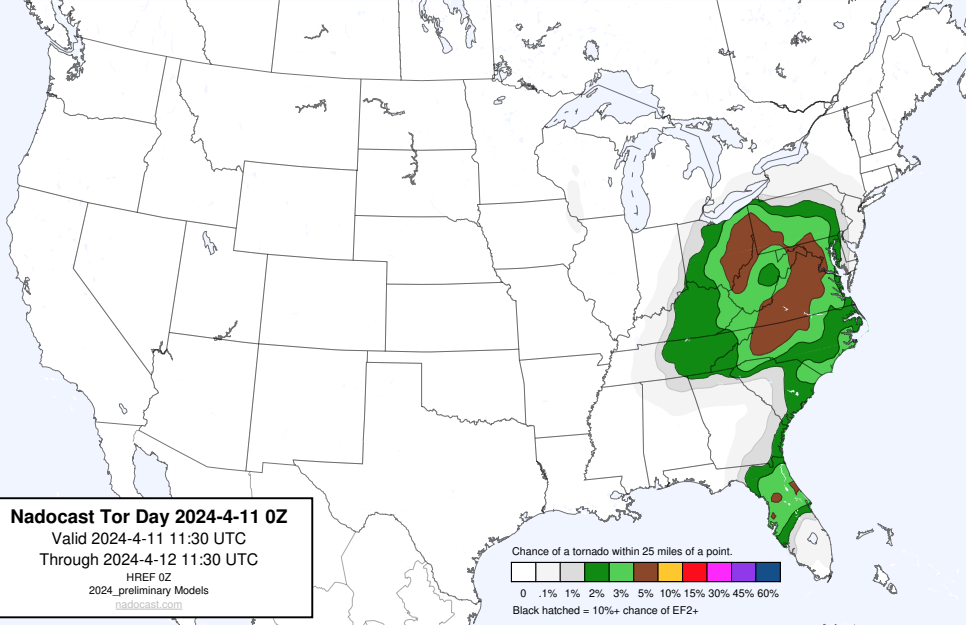 Nadocast Tor Day 2024-4-11 0Z
Valid 2024-4-11 11:30 UTC
Through 2024-4-12 11:30 UTC
HREF 0Z
2024_preliminary Models
nadocast.com
Chance of a tornado within 25 miles of a point.
0 .1% 1% 2% 3% 5% 10% 15% 30% 45% 60%
Black hatched = 10%+ chance of EF2+